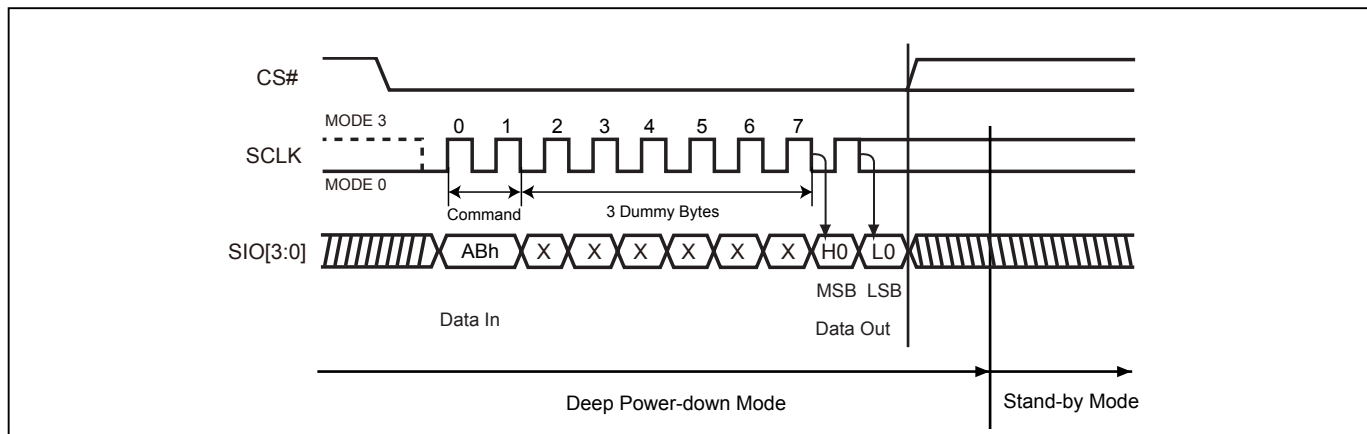 CS#
MODE 3
0 1 2 3 4 5 6 7
SCLK
MODE 0
Command
3 Dummy Bytes
SIO[3:0]
ABh X X X X X X H0 L0
MSB LSB
Data In
Data Out
Deep Power-down Mode
Stand-by Mode